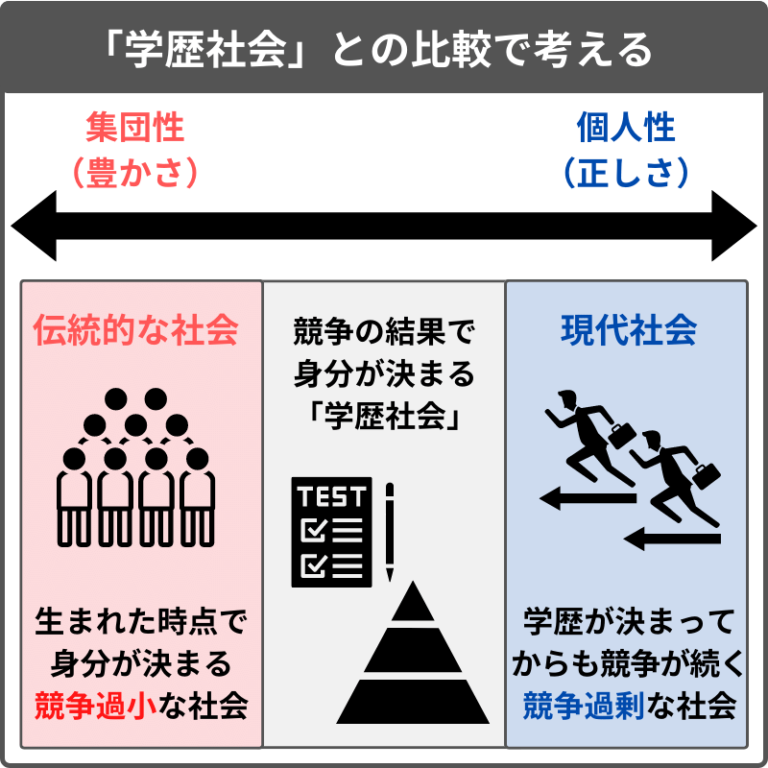 「学歴社会」との比較で考える
集団性
（豊かさ）
個人性
（正しさ）
伝統的な社会
生まれた時点で
身分が決まる
競争過小な社会
競争の結果で
身分が決まる
「学歴社会」
TEST
現代社会
学歴が決まって
からも競争が続く
競争過剰な社会